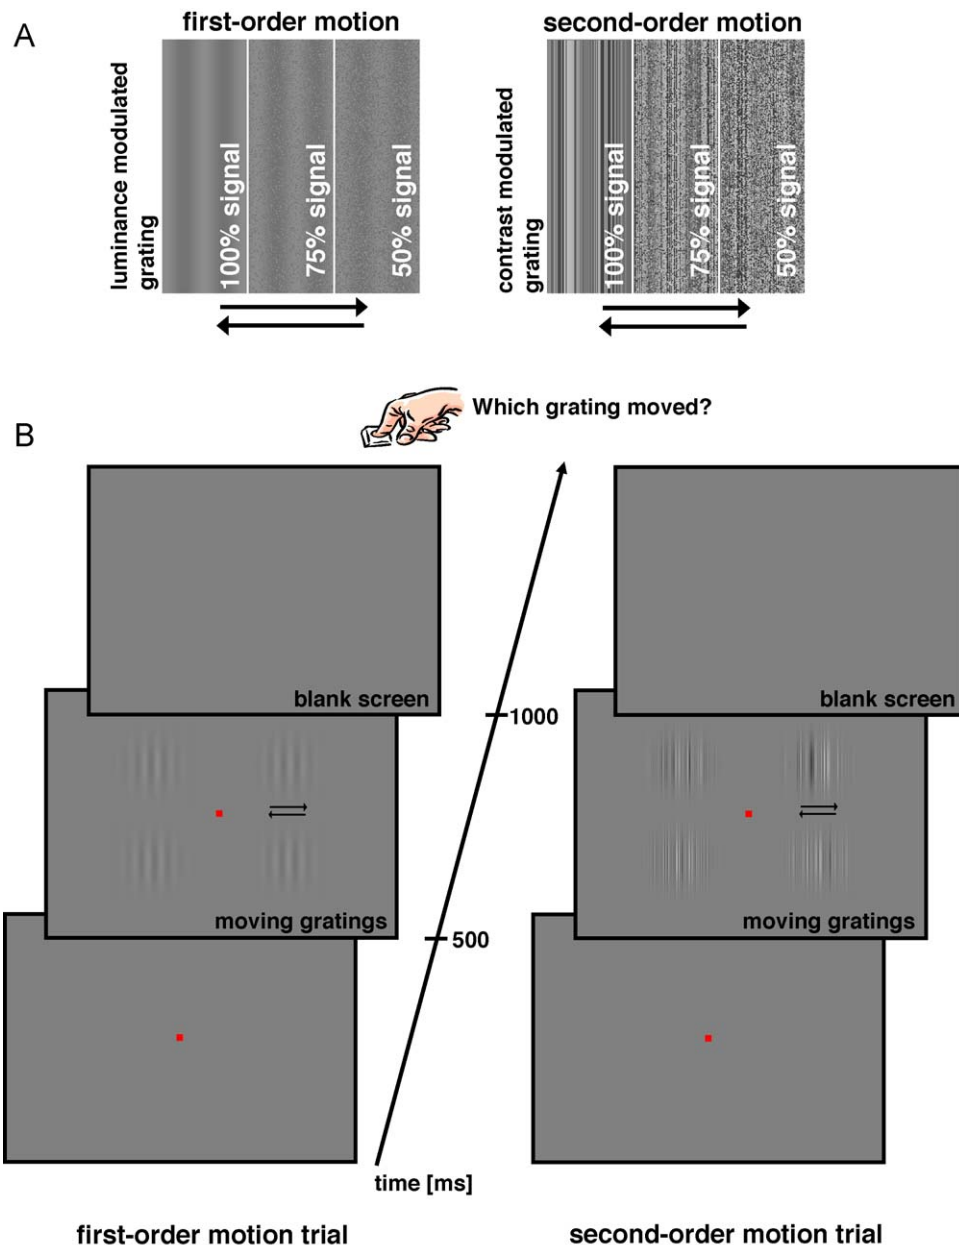 A
first-order motion
luminance modulated
grating
100% signal
75% signal
50% signal
second-order motion
contrast modulated
grating
100% signal
75% signal
50% signal
B
Which grating moved?
blank screen
moving gratings
1000
500
time [ms]
blank screen
moving gratings
first-order motion trial
second-order motion trial